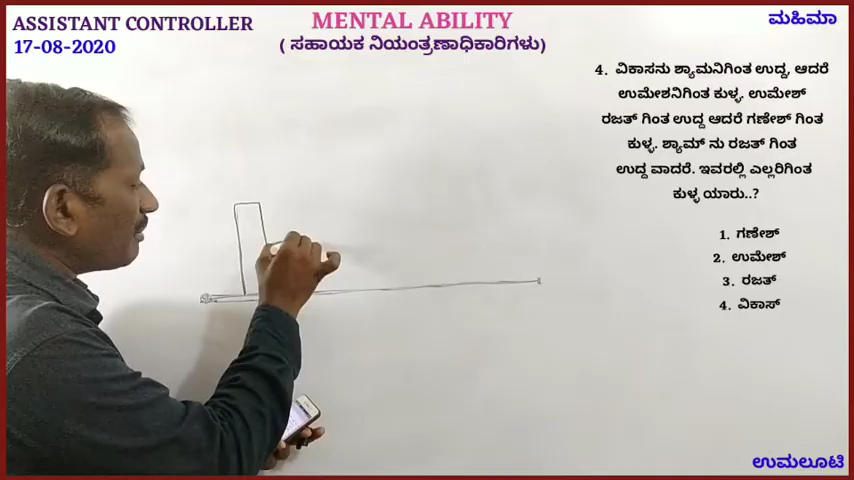 ASSISTANT CONTROLLER
17-08-2020
MENTAL ABILITY
( ಸಹಾಯಕ ನಿಯಂತ್ರಣಾಧಿಕಾರಿಗಳು)
ಮಹಿಮಾ
4. ವಿಕಾಸನು ಶ್ಯಾಮನಿಗಿಂತ ಉದ್ದ, ಆದರೆ
ಉಮೇಶನಿಗಿಂತ ಕುಳ್ಳ. ಉಮೇಶ್
ರಜತ್ ಗಿಂತ ಉದ್ದ ಆದರೆ ಗಣೇಶ್ ಗಿಂತ
ಕುಳ್ಳ. ಶ್ಯಾಮ್ ನು ರಜತ್ ಗಿಂತ
ಉದ್ದ ವಾದರೆ. ಇವರಲ್ಲಿ ಎಲ್ಲರಿಗಿಂತ
ಕುಳ್ಳ ಯಾರು..?
1. ಗಣೇಶ್
2. ಉಮೇಶ್
3. ರಜತ್
4. ವಿಕಾಸ್
ಉಮಲೂಟಿ